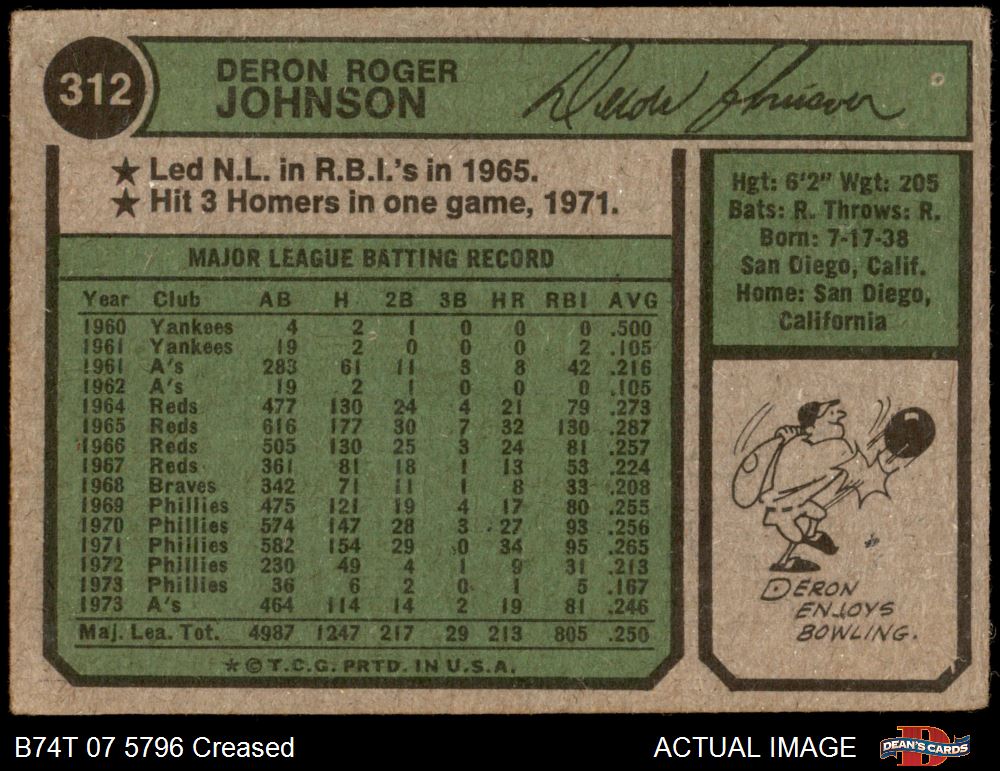 312
DERON ROGER
JOHNSON
Deron Johnson
★ Led N.L. in R.B.I.'s in 1965.
★ Hit 3 Homers in one game, 1971.
MAJOR LEAGUE BATTING RECORD
Year Club AB H 2B 3B HR RBI AVG
1960 Yankees 4 2 1 0 0 0 .500
1961 Yankees 19 2 0 0 0 2 .105
1961 A's 283 61 11 3 8 42 .216
1962 A's 19 2 1 0 0 0 .105
1964 Reds 477 130 24 4 21 79 .273
1965 Reds 616 177 30 7 32 130 .287
1966 Reds 505 130 25 3 24 81 .257
1967 Reds 361 81 18 1 13 53 .224
1968 Braves 342 71 11 1 8 33 .208
1969 Phillies 475 121 19 4 17 80 .255
1970 Phillies 574 147 28 3 27 93 .256
1971 Phillies 582 154 29 0 34 95 .265
1972 Phillies 230 49 4 1 9 31 .213
1973 Phillies 36 6 2 0 1 5 .167
1973 A's 464 114 14 2 19 81 .246
Maj. Lea. Tot. 4987 1247 217 29 213 805 .250
★ © T.C.G. PRTD. IN U.S.A.
Hgt: 6'2" Wgt: 205
Bats: R. Throws: R.
Born: 7-17-38
San Diego, Calif.
Home: San Diego,
California
DERON
ENJOYS
BOWLING.
B74T 07 5796 Creased
ACTUAL IMAGE
D
DEAN'S CARDS